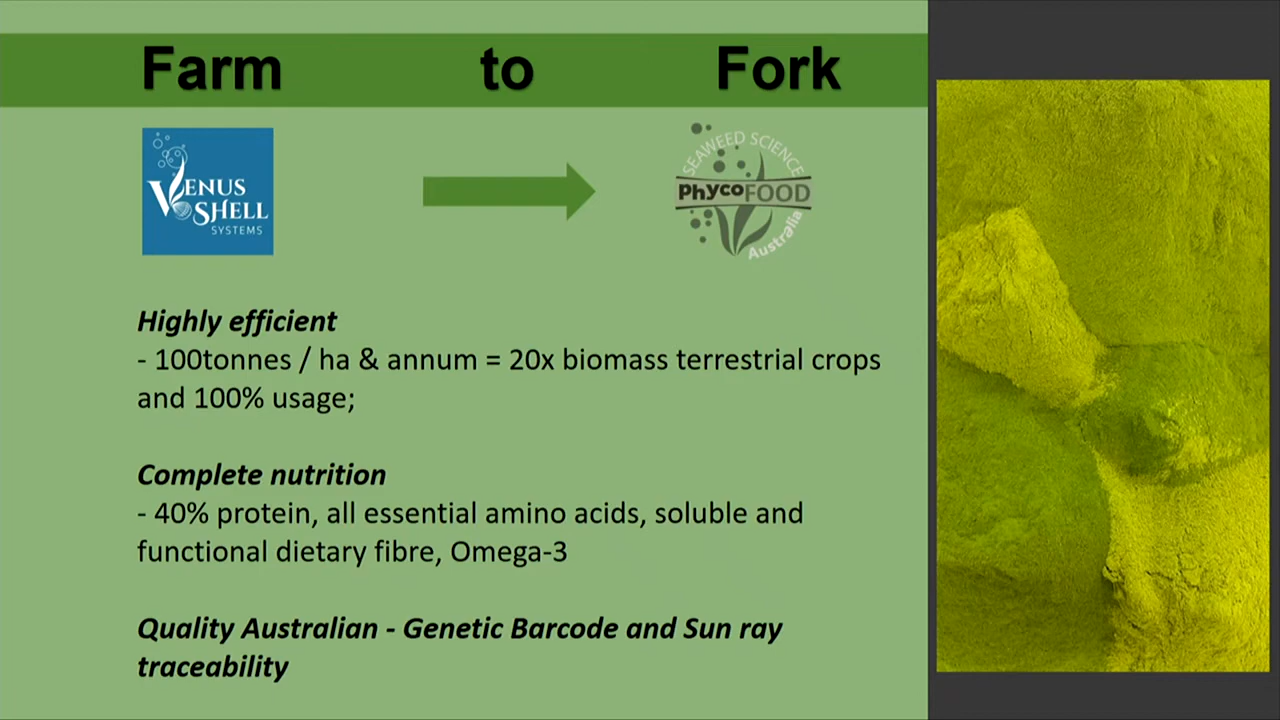 Farm to Fork
VENUS
SHELL
SYSTEMS
SEAWEED SCIENCE
PhycoFOOD
Australia
Highly efficient
- 100tonnes / ha & annum = 20x biomass terrestrial crops
and 100% usage;
Complete nutrition
- 40% protein, all essential amino acids, soluble and
functional dietary fibre, Omega-3
Quality Australian - Genetic Barcode and Sun ray
traceability